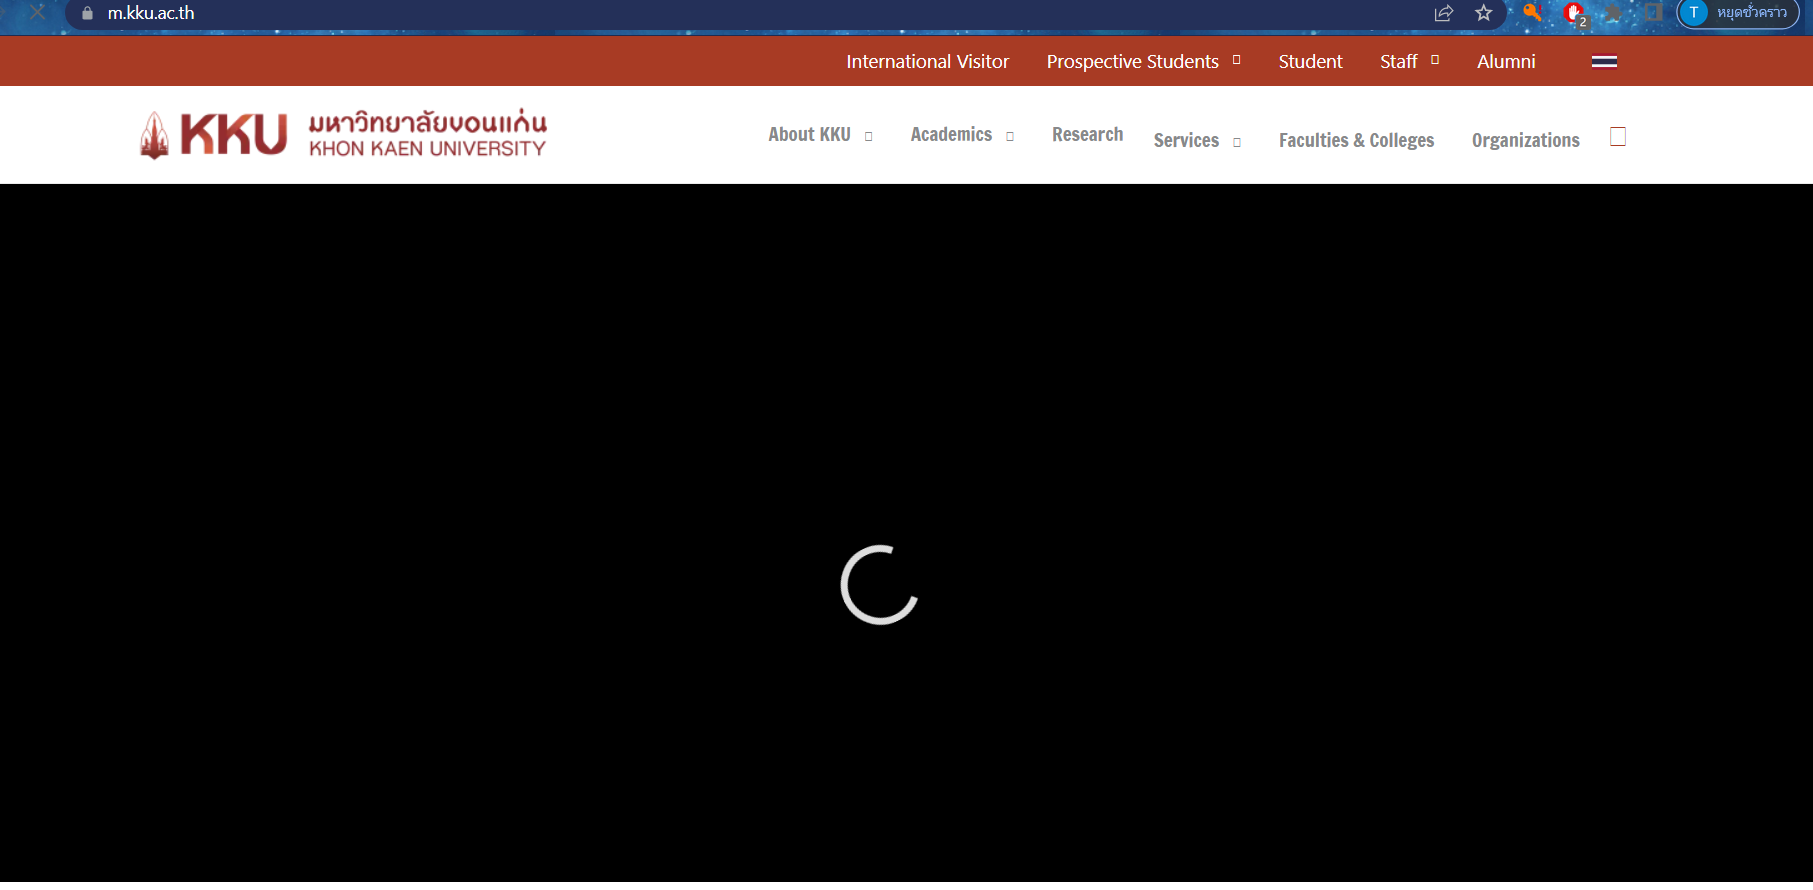 m.kku.ac.th
2
T หยุดชั่วคราว
International Visitor Prospective Students Student Staff Alumni
KKU มหาวิทยาลัยขอนแก่น
KHON KAEN UNIVERSITY
About KKU Academics Research Services Faculties & Colleges Organizations